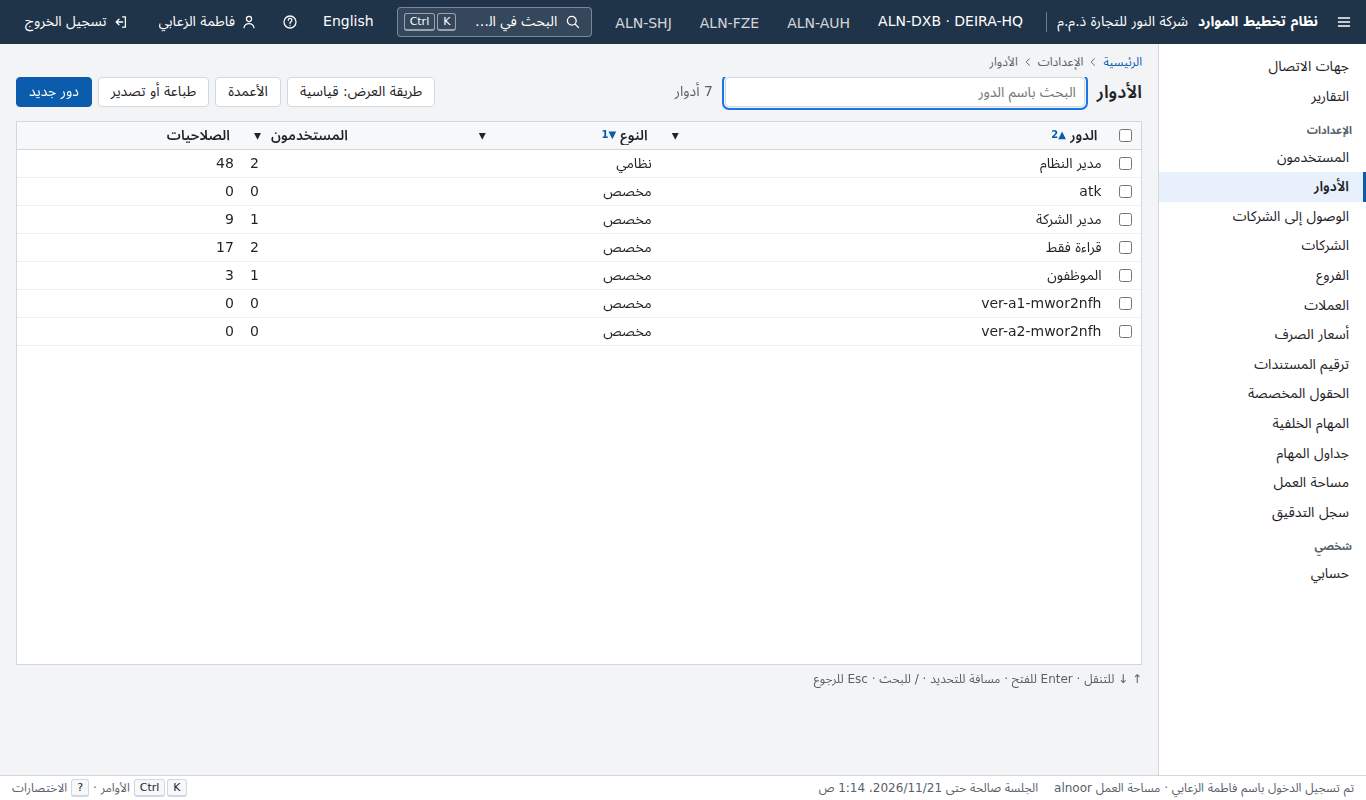 نظام تخطيط الموارد شركة النور للتجارة ذ.م.م ALN-DXB · DEIRA-HQ ALN-AUH ALN-FZE ALN-SHJ البحث في ال... Ctrl K English فاطمة الزعابي تسجيل الخروج
جهات الاتصال
التقارير
الإعدادات
المستخدمون
الأدوار
الوصول إلى الشركات
الشركات
الفروع
العملات
أسعار الصرف
ترقيم المستندات
الحقول المخصصة
المهام الخلفية
جداول المهام
مساحة العمل
سجل التدقيق
شخصي
حسابي
الرئيسية الإعدادات الأدوار
الأدوار البحث باسم الدور 7 أدوار طريقة العرض: قياسية الأعمدة طباعة أو تصدير دور جديد
الدور ▲2 ▼ النوع ▼1 ▼ المستخدمون ▼ الصلاحيات
مدير النظام نظامي 2 48
atk مخصص 0 0
مدير الشركة مخصص 1 9
قراءة فقط مخصص 2 17
الموظفون مخصص 1 3
ver-a1-mwor2nfh مخصص 0 0
ver-a2-mwor2nfh مخصص 0 0
↑ ↓ للتنقل · Enter للفتح · مسافة للتحديد · / للبحث · Esc للرجوع
تم تسجيل الدخول باسم فاطمة الزعابي · مساحة العمل alnoor الجلسة صالحة حتى 2026/11/21، 1:14 ص Ctrl K الأوامر · ? الاختصارات